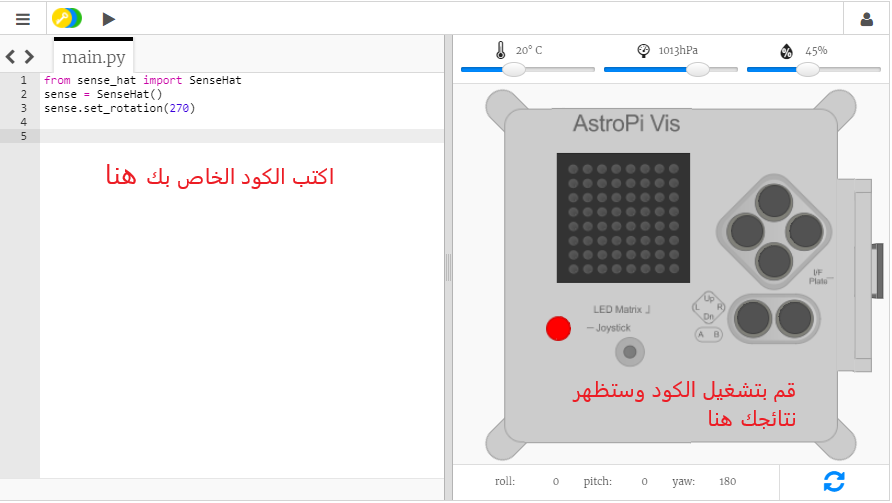 main.py
1 from sense_hat import SenseHat
2 sense = SenseHat()
3 sense.set_rotation(270)
4
5
اكتب الكود الخاص بك هنا
20° C
1013hPa
45%
AstroPi Vis
I/F
Plate
LED Matrix
Joystick
Up
L R
Dn
A B
قم بتشغيل الكود وستظهر
نتائجك هنا
roll: 0 pitch: 0 yaw: 180